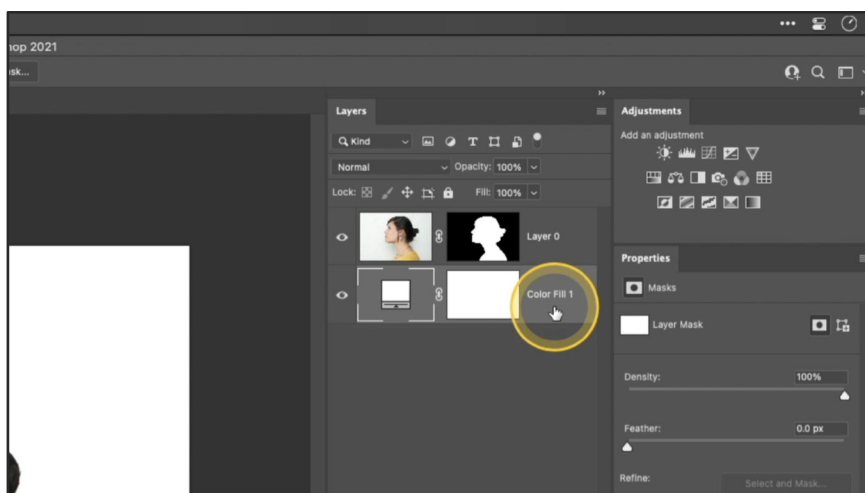 hop 2021
ask...
Layers
Adjustments
Add an adjustment
Kind
Normal
Opacity: 100%
Lock:
Fill: 100%
Layer 0
Color Fill 1
Properties
Masks
Layer Mask
Density: 100%
Feather: 0.0 px
Refine: Select and Mask...